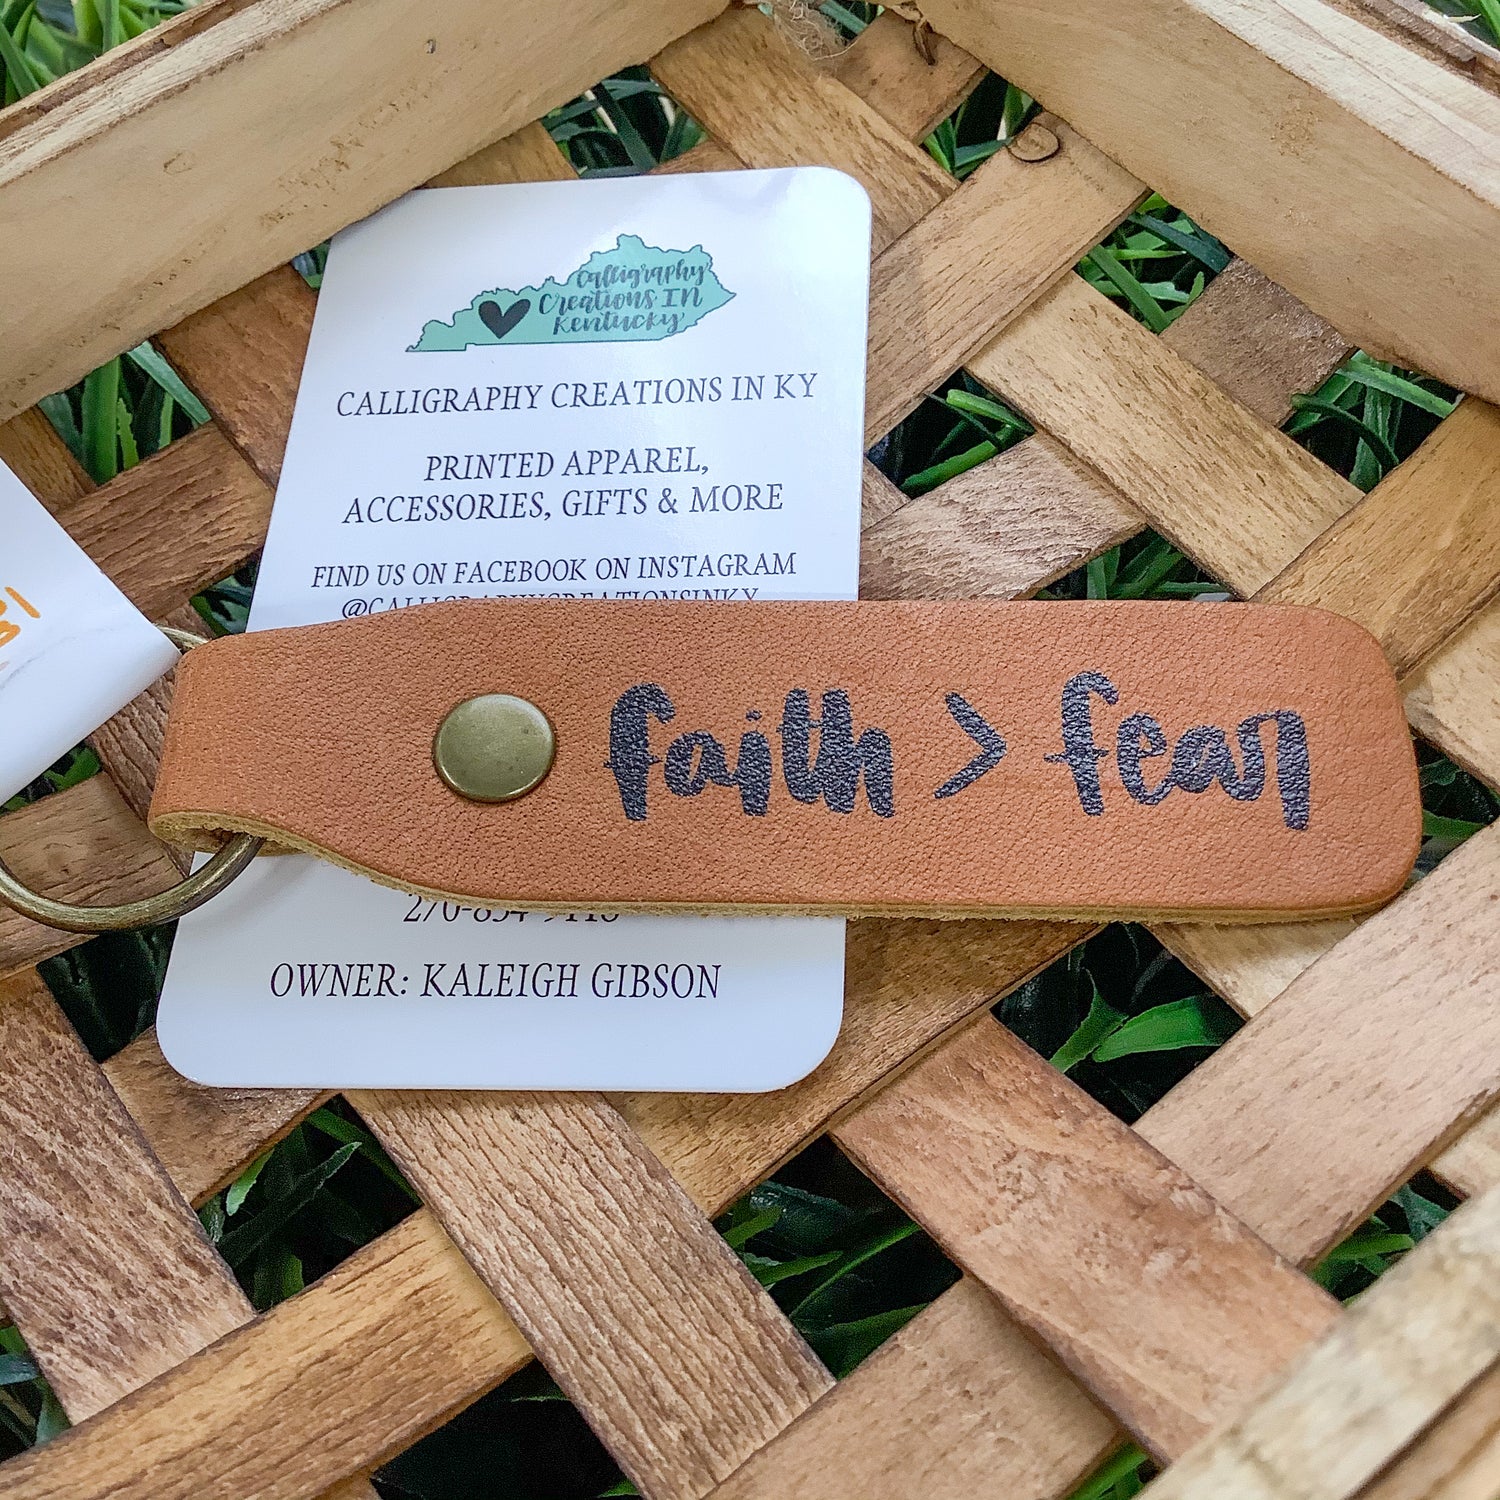 Calligraphy
Creations IN
Kentucky
CALLIGRAPHY CREATIONS IN KY
PRINTED APPAREL,
ACCESSORIES, GIFTS & MORE
FIND US ON FACEBOOK ON INSTAGRAM
@CALLIGRAPHYCREATIONSINKY
faith > fear
OWNER: KALEIGH GIBSON